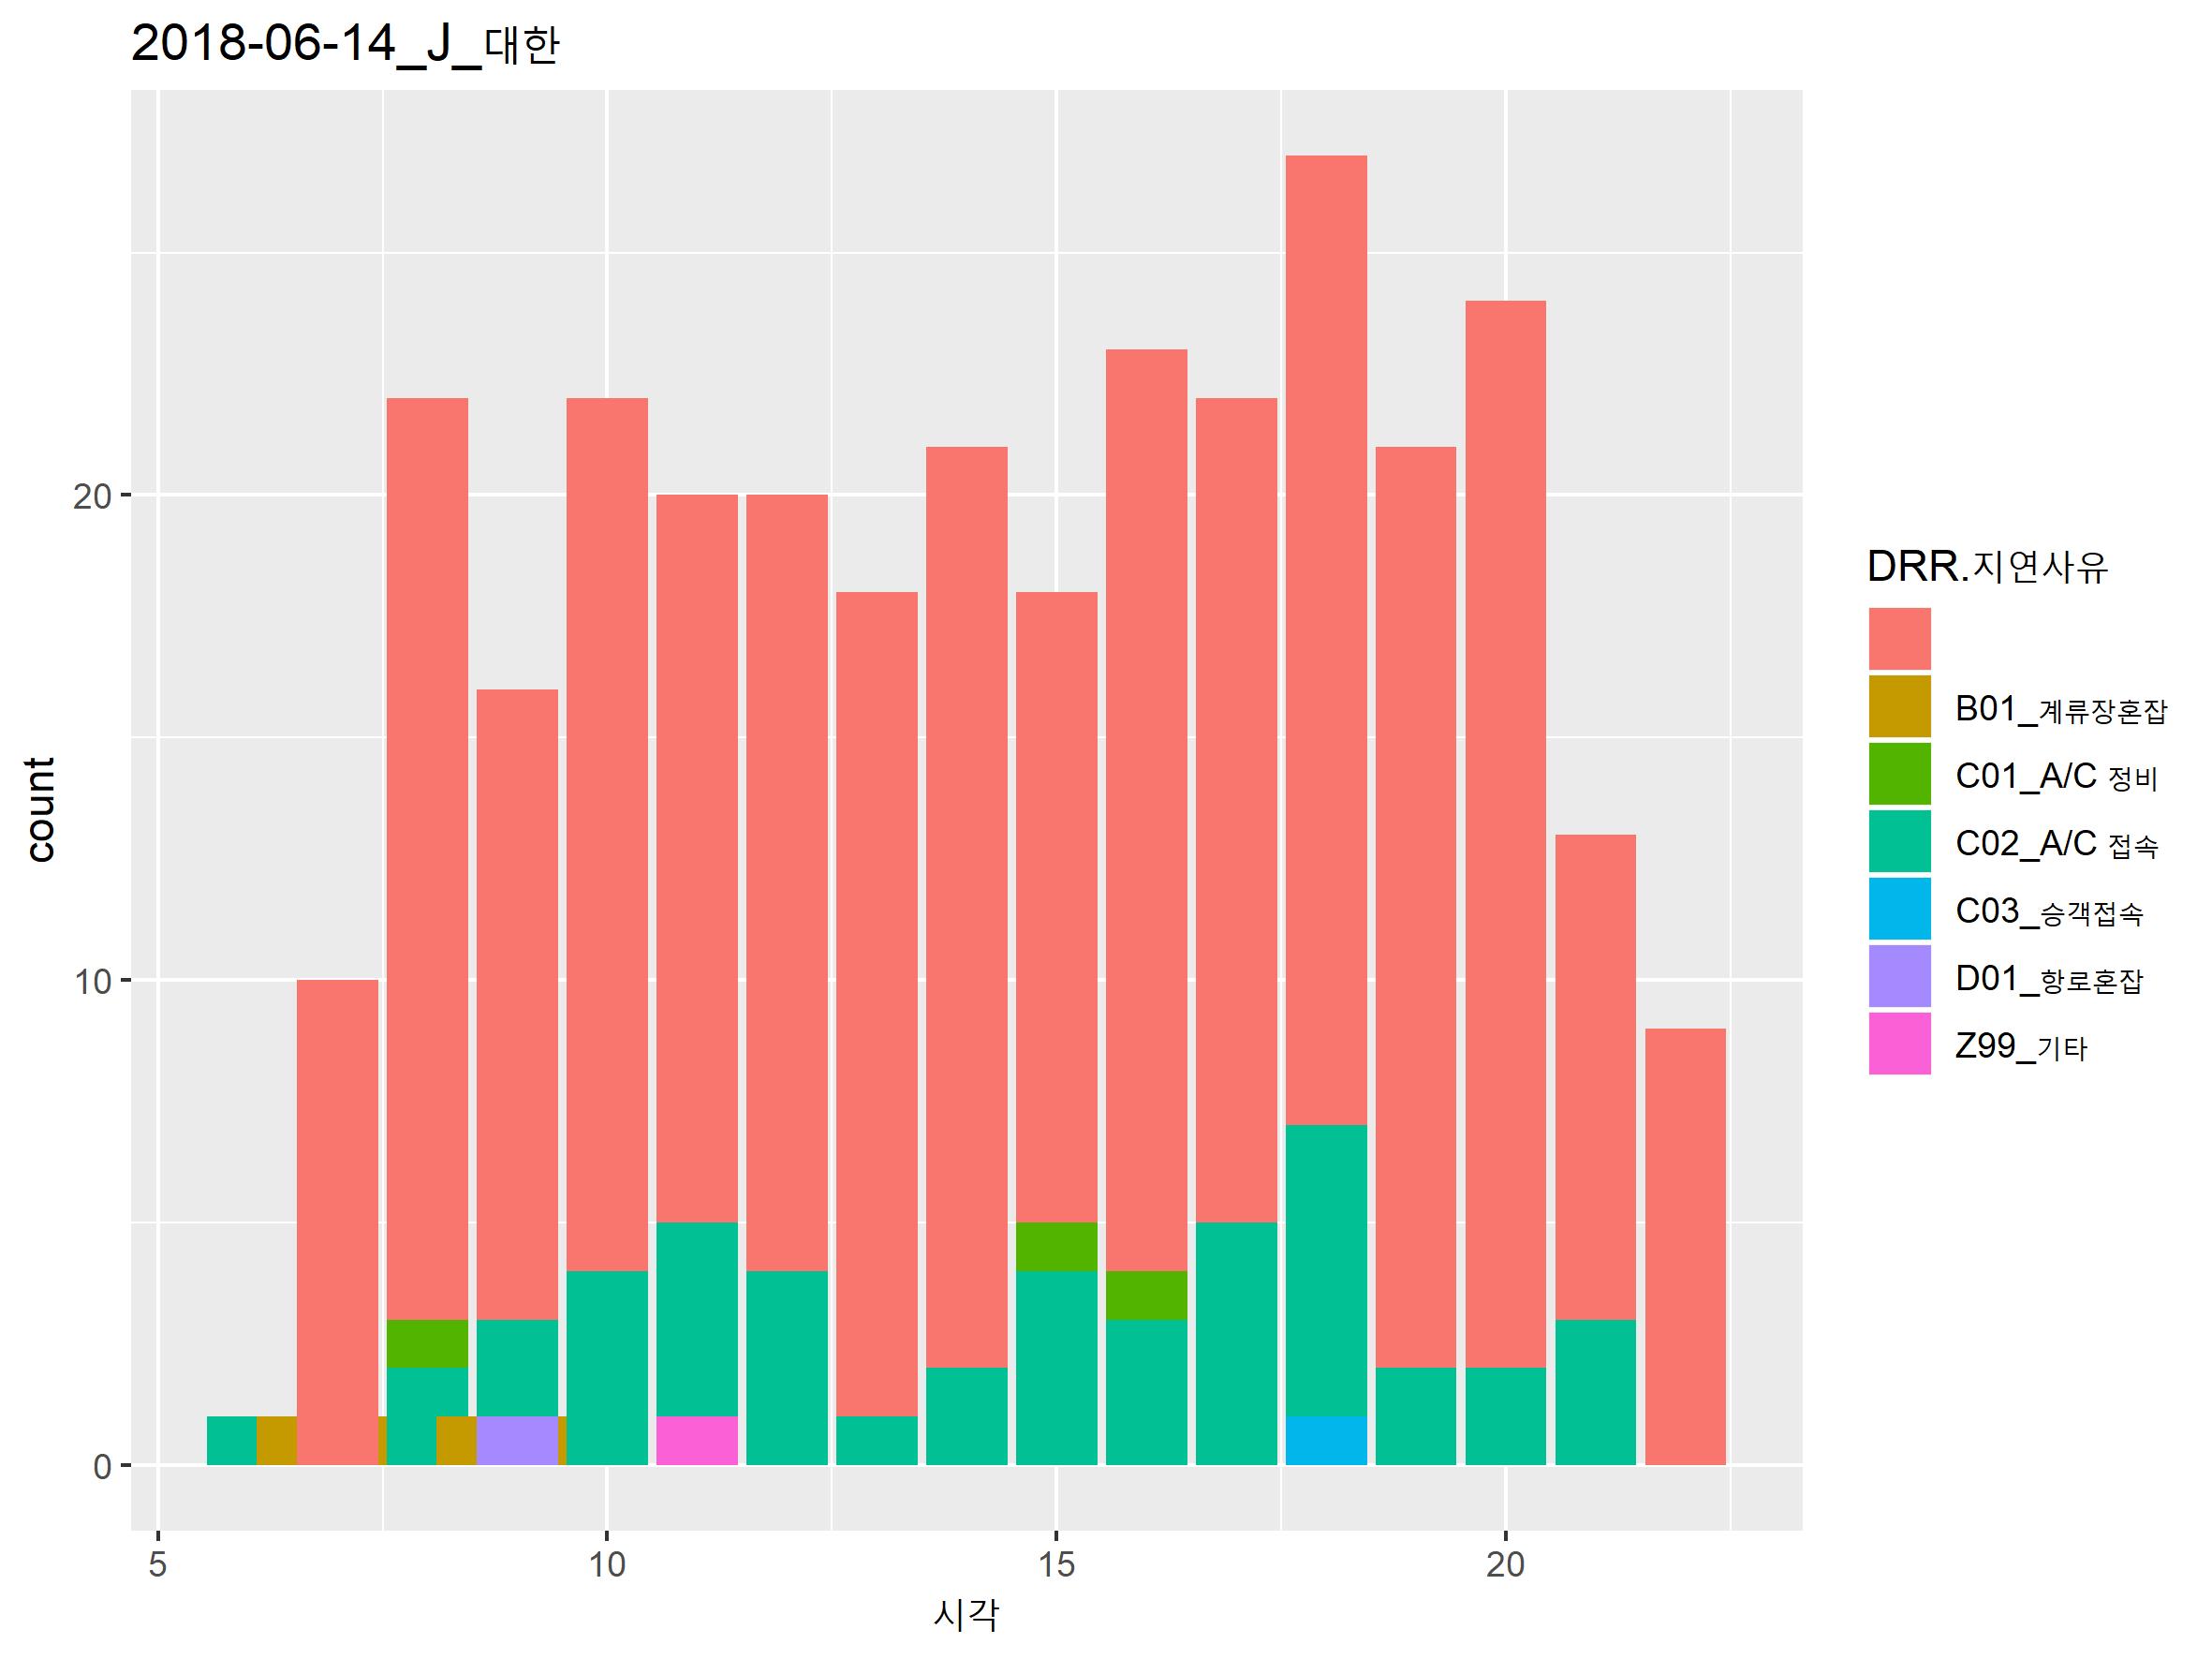 2018-06-14_J_대한
count
20
10
0
5
10
15
20
시각
DRR.지연사유
B01_계류장혼잡
C01_A/C 정비
C02_A/C 접속
C03_승객접속
D01_항로혼잡
Z99_기타